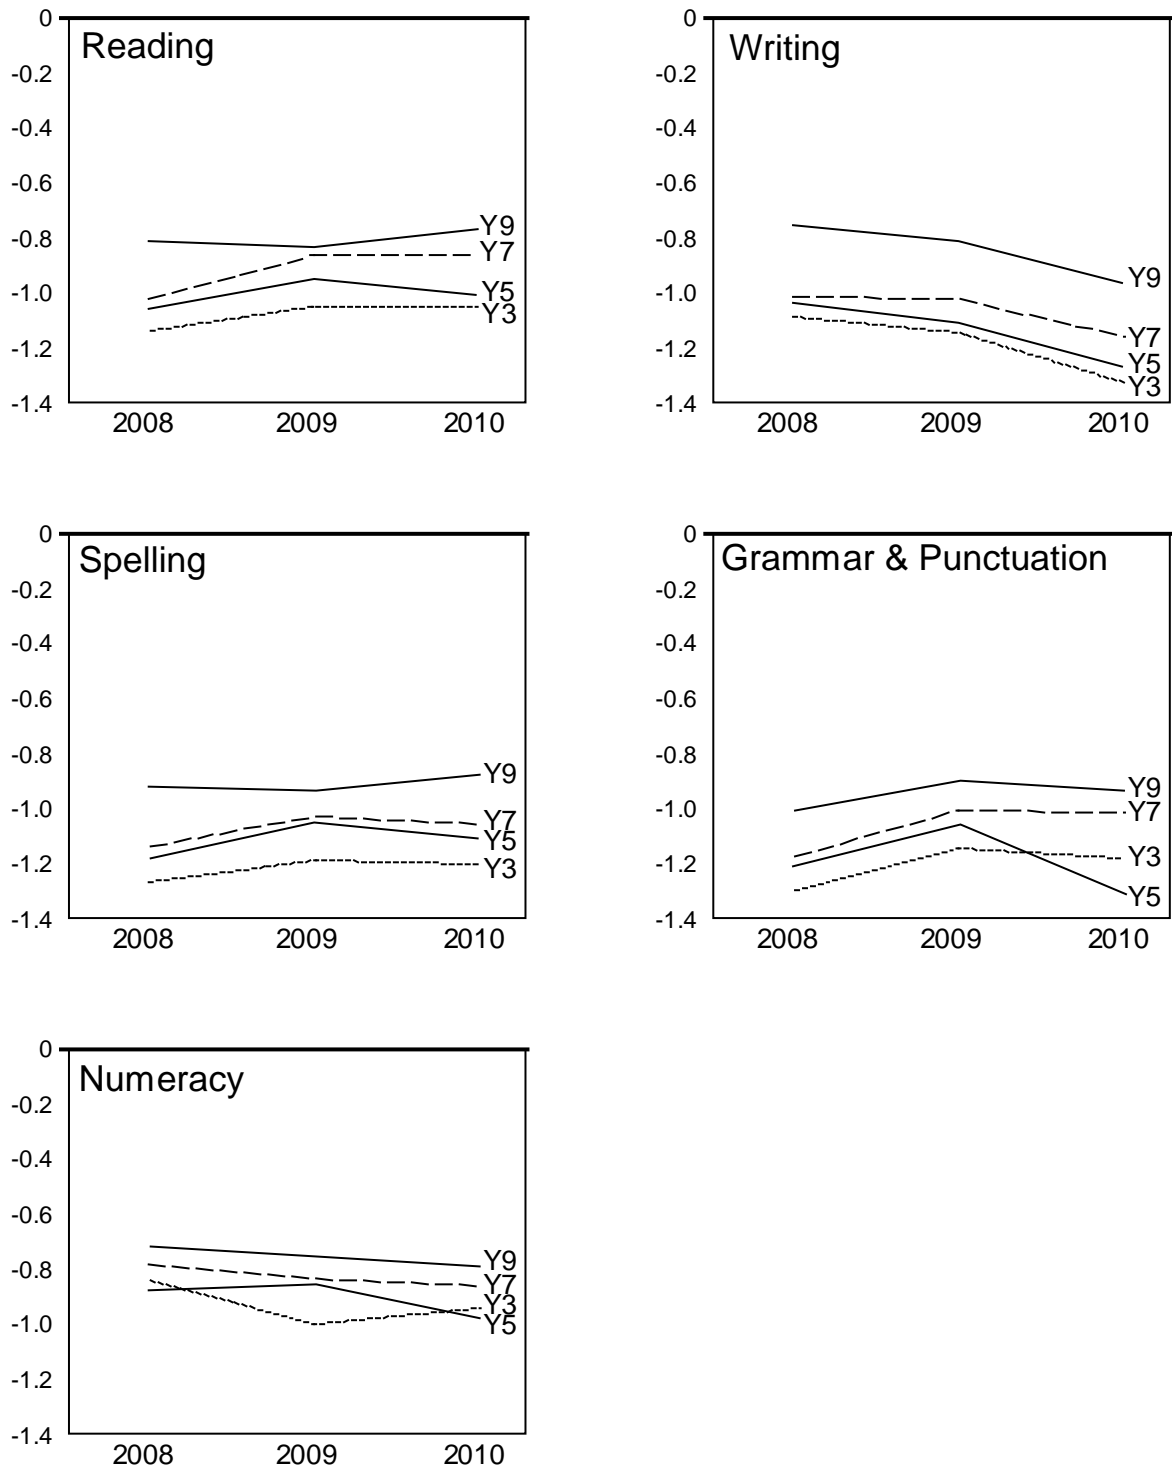 0
Reading
-0.2
-0.4
-0.6
-0.8
Y9
Y7
-1.0
Y5
Y3
-1.2
-1.4
2008 2009 2010
0
Writing
-0.2
-0.4
-0.6
-0.8
-1.0
Y9
-1.2
Y7
Y5
Y3
-1.4
2008 2009 2010
0
Spelling
-0.2
-0.4
-0.6
-0.8
Y9
-1.0
Y7
Y5
-1.2
Y3
-1.4
2008 2009 2010
0
Grammar & Punctuation
-0.2
-0.4
-0.6
-0.8
Y9
-1.0
Y7
-1.2
Y3
Y5
-1.4
2008 2009 2010
0
Numeracy
-0.2
-0.4
-0.6
-0.8
Y9
Y7
Y3
-1.0
Y5
-1.2
-1.4
2008 2009 2010